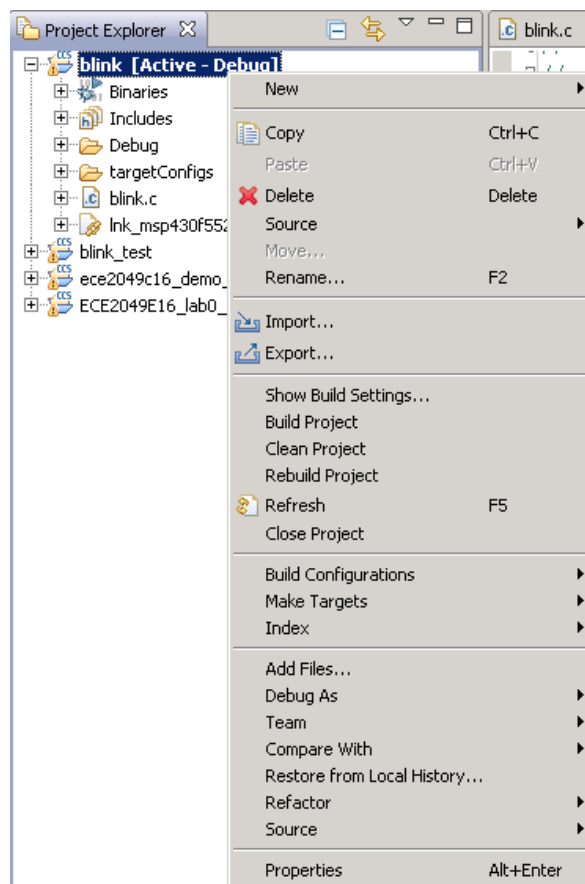 Project Explorer
blink.c
blink [Active - Debug]
Binaries
Includes
Debug
targetConfigs
blink.c
lnk_msp430f552
blink_test
ece2049c16_demo_
ECE2049E16_lab0_
New
Copy Ctrl+C
Paste Ctrl+V
Delete Delete
Source
Move...
Rename... F2
Import...
Export...
Show Build Settings...
Build Project
Clean Project
Rebuild Project
Refresh F5
Close Project
Build Configurations
Make Targets
Index
Add Files...
Debug As
Team
Compare With
Restore from Local History...
Refactor
Source
Properties Alt+Enter